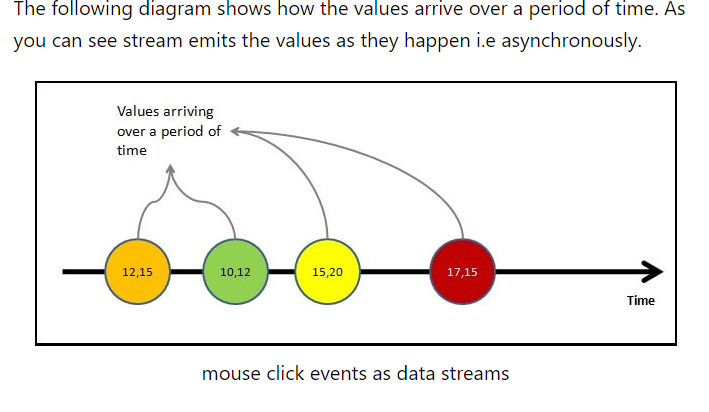 The following diagram shows how the values arrive over a period of time. As
you can see stream emits the values as they happen i.e asynchronously.
Values arriving
over a period of
time
12,15
10,12
15,20
17,15
Time
mouse click events as data streams